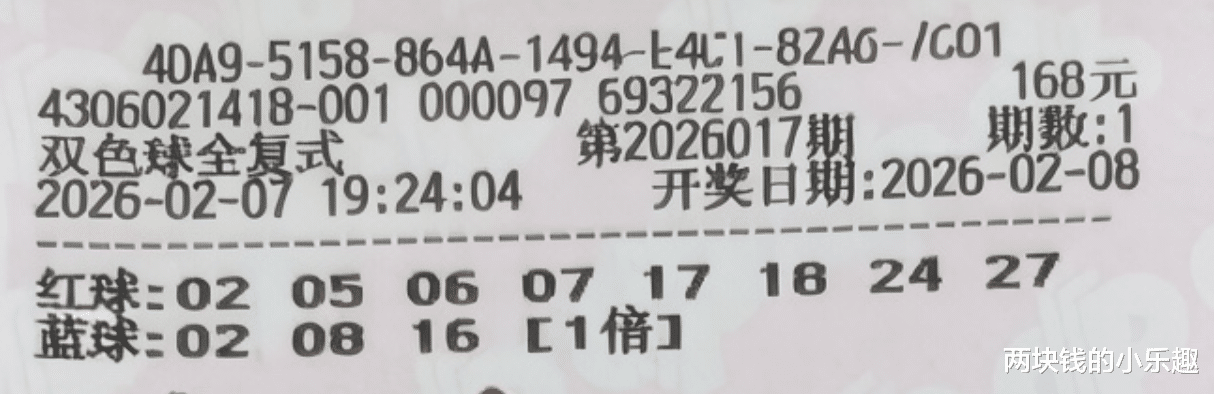 40A9-5158-864A-1494- -82A6-/C01
4306021418-001 000097 69322156 168元
双色球全复式 第2026017期 期数:1
2026-02-07 19:24:04 开奖日期:2026-02-08
红球:02 05 06 07 17 18 24 27
蓝球:02 08 16 [1倍]
两块钱的小乐趣